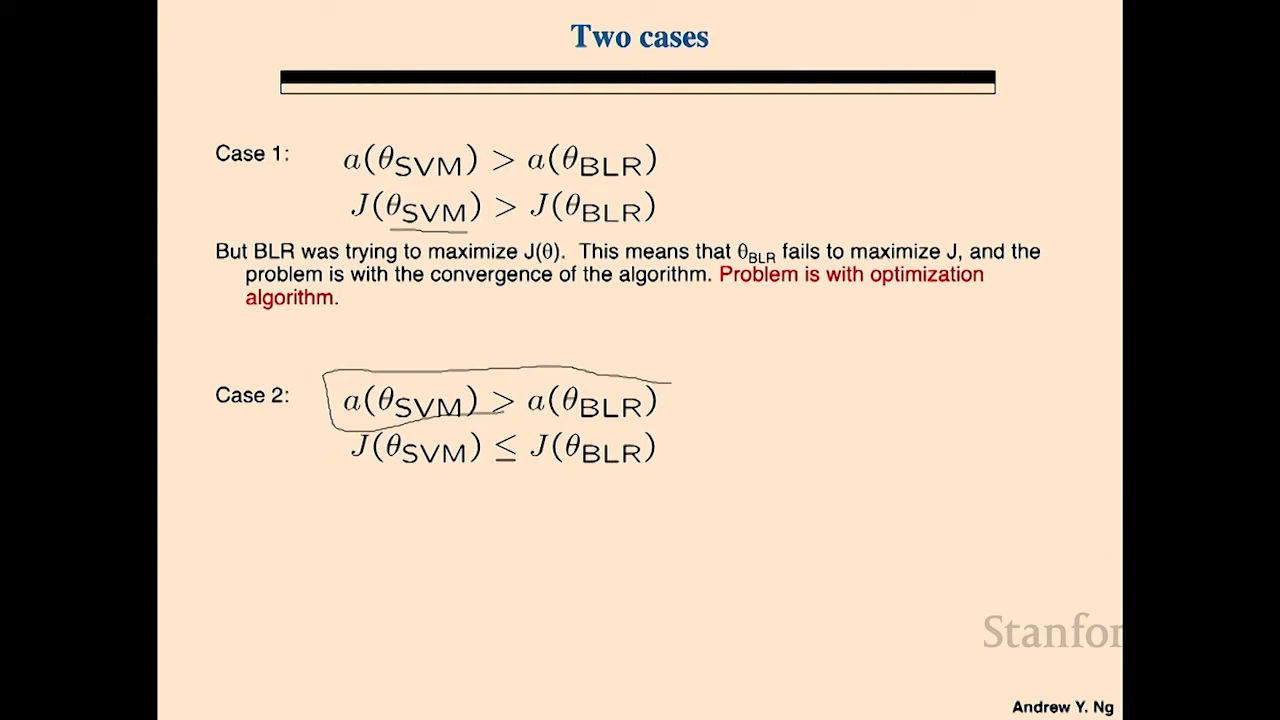 Two cases
Case 1: a(θSVM) > a(θBLR)
J(θSVM) > J(θBLR)
But BLR was trying to maximize J(θ). This means that θBLR fails to maximize J, and the
problem is with the convergence of the algorithm. Problem is with optimization
algorithm.
Case 2: a(θSVM) > a(θBLR)
J(θSVM) ≤ J(θBLR)
Stanfor
Andrew Y. Ng